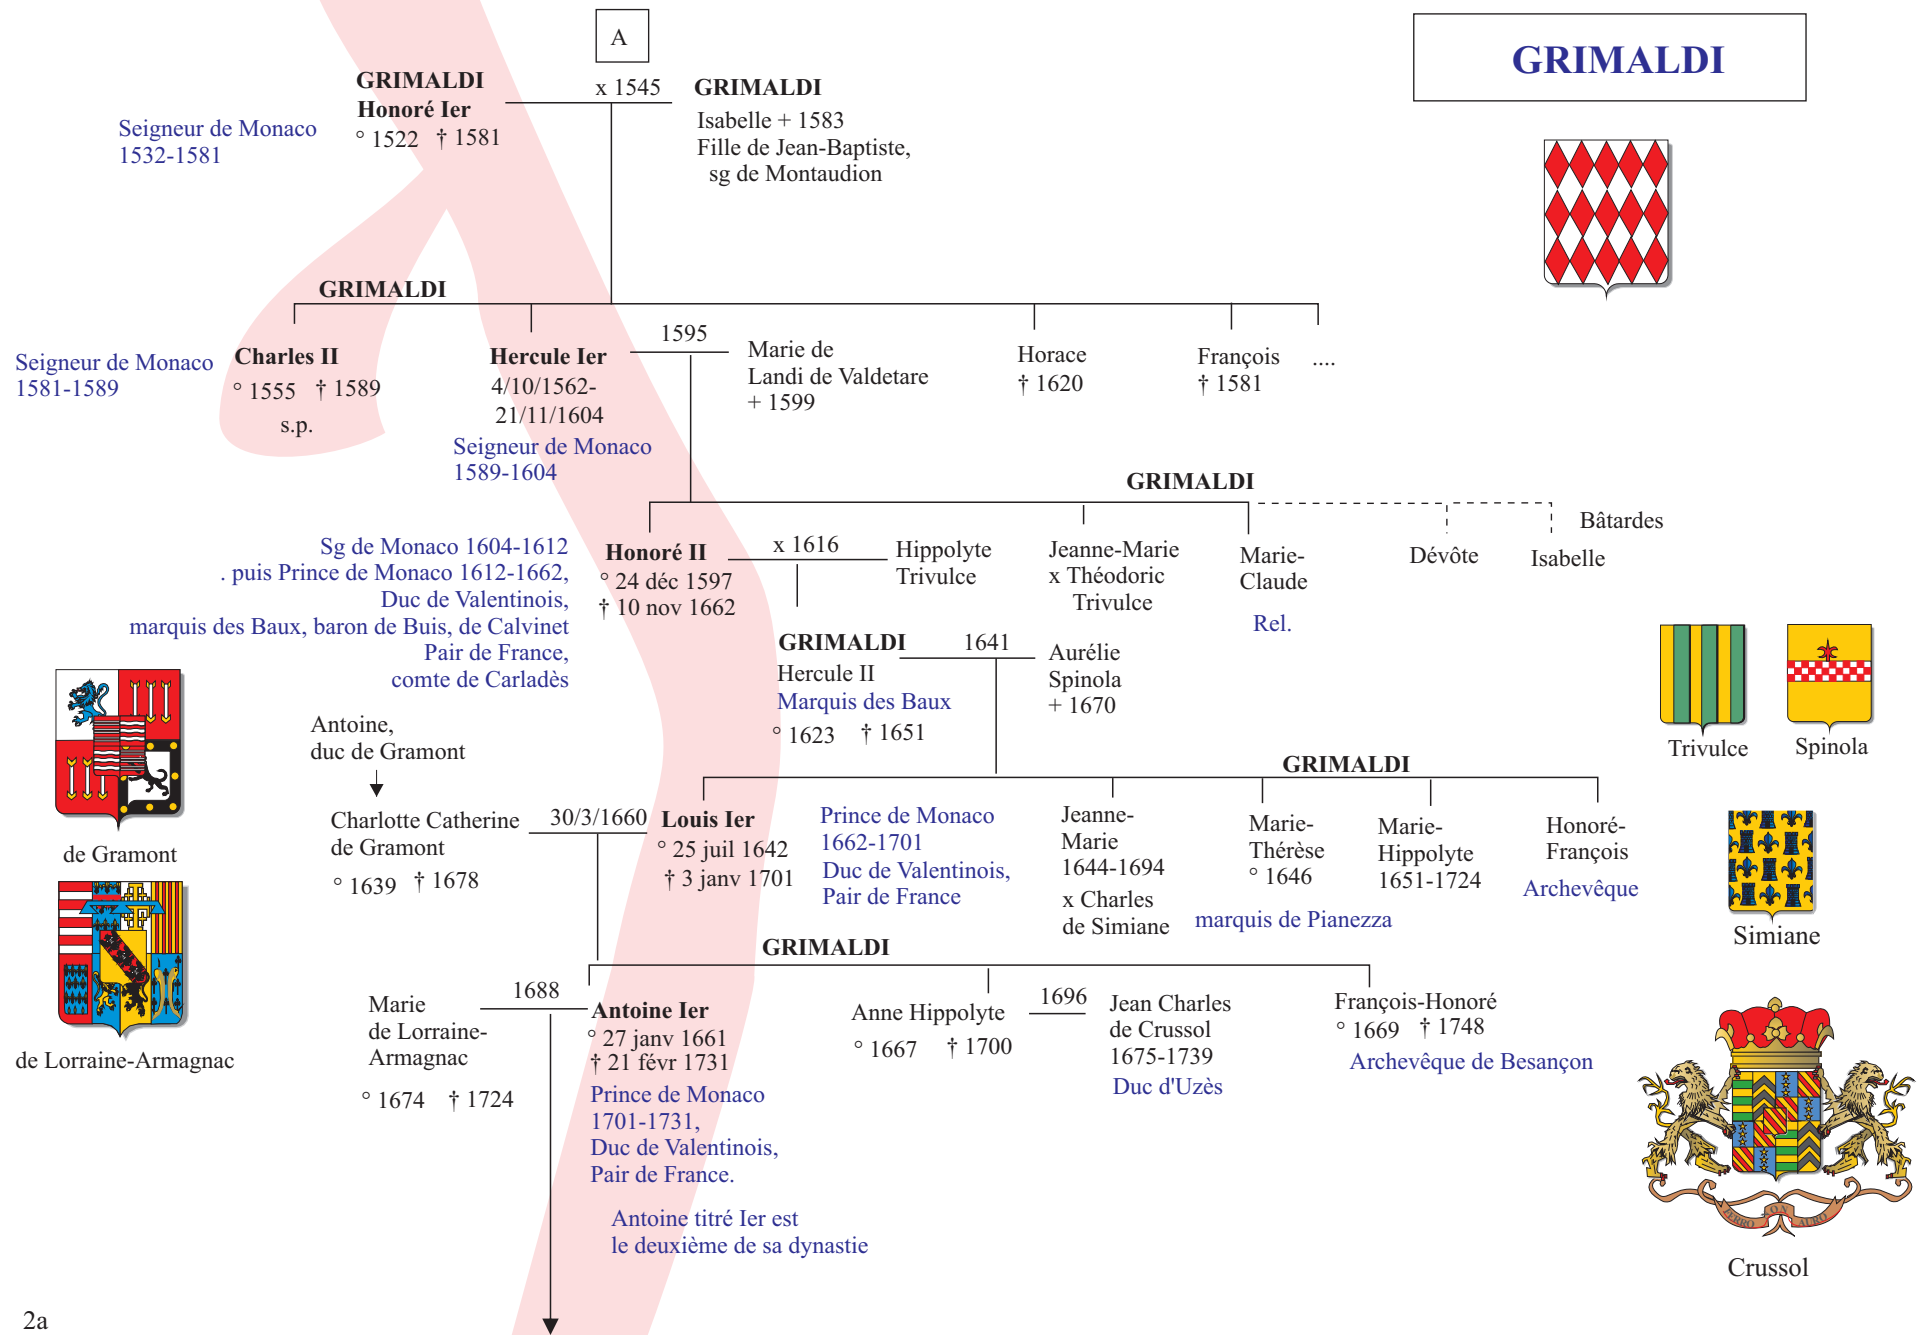 A
GRIMALDI
GRIMALDI
Honoré Ier
° 1522 † 1581
Seigneur de Monaco
1532-1581
x 1545
GRIMALDI
Isabelle + 1583
Fille de Jean-Baptiste,
sg de Montaudion
GRIMALDI
Seigneur de Monaco
1581-1589
Charles II
° 1555 † 1589
s.p.
Hercule Ier
4/10/1562-
21/11/1604
Seigneur de Monaco
1589-1604
1595
Marie de
Landi de Valdetare
+ 1599
Horace
† 1620
François
† 1581
....
GRIMALDI
Sg de Monaco 1604-1612
. puis Prince de Monaco 1612-1662,
Duc de Valentinois,
marquis des Baux, baron de Buis, de Calvinet
Pair de France,
comte de Carladès
Honoré II
° 24 déc 1597
† 10 nov 1662
x 1616
Hippolyte
Trivulce
Jeanne-Marie
x Théodoric
Trivulce
Marie-
Claude
Rel.
Dévôte
Isabelle
Bâtardes
GRIMALDI
Hercule II
Marquis des Baux
° 1623 † 1651
1641
Aurélie
Spinola
+ 1670
Trivulce
Spinola
GRIMALDI
Antoine,
duc de Gramont
Charlotte Catherine
de Gramont
° 1639 † 1678
30/3/1660
Louis Ier
° 25 juil 1642
† 3 janv 1701
Prince de Monaco
1662-1701
Duc de Valentinois,
Pair de France
Jeanne-
Marie
1644-1694
x Charles
de Simiane
marquis de Pianezza
Marie-
Thérèse
° 1646
Marie-
Hippolyte
1651-1724
Honoré-
François
Archevêque
de Gramont
Simiane
GRIMALDI
Marie
de Lorraine-
Armagnac
° 1674 † 1724
1688
Antoine Ier
° 27 janv 1661
† 21 févr 1731
Prince de Monaco
1701-1731,
Duc de Valentinois,
Pair de France.
Antoine titré Ier est
le deuxième de sa dynastie
Anne Hippolyte
° 1667 † 1700
1696
Jean Charles
de Crussol
1675-1739
Duc d'Uzès
François-Honoré
° 1669 † 1748
Archevêque de Besançon
de Lorraine-Armagnac
FERRO ON AURO
Crussol
2a